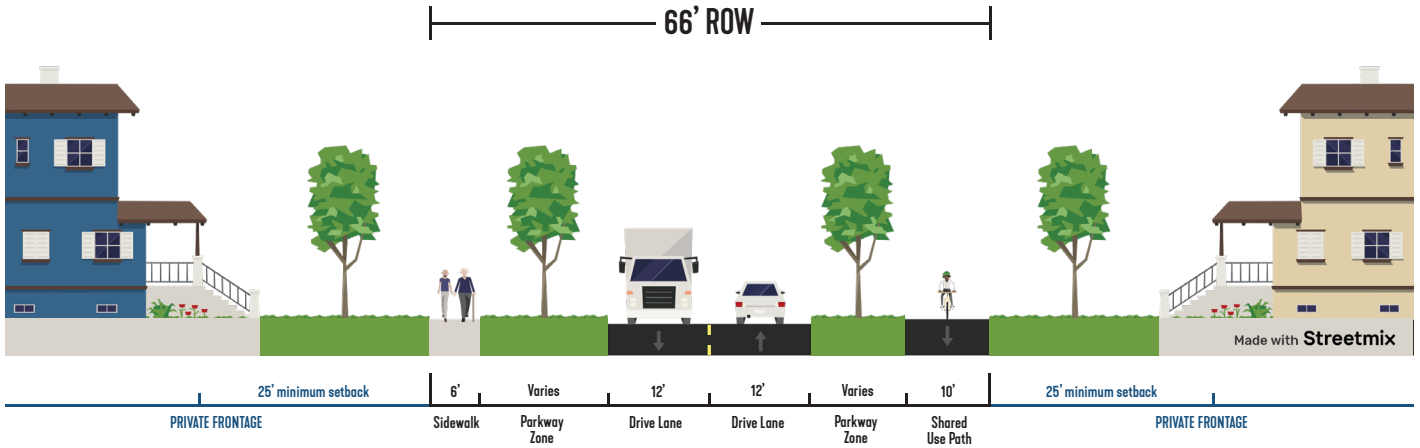 66' ROW
Made with Streetmix
25' minimum setback
6'
Varies
12'
12'
Varies
10'
25' minimum setback
PRIVATE FRONTAGE
Sidewalk
Parkway
Zone
Drive Lane
Drive Lane
Parkway
Zone
Shared
Use Path
PRIVATE FRONTAGE